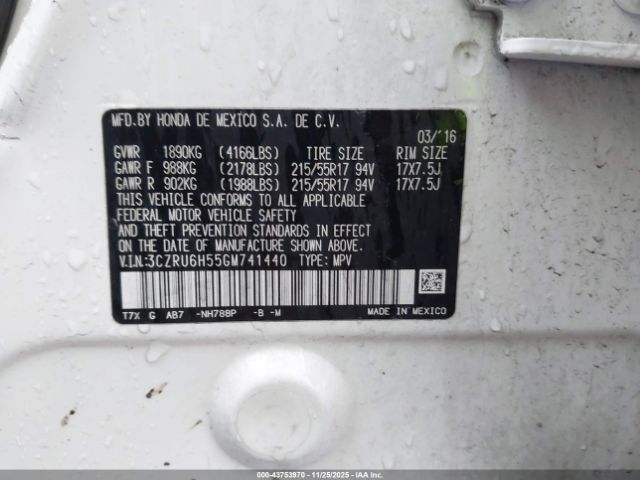 MFD.BY HONDA DE MEXICO S.A. DE C.V.
03/'16
GVWR 1890KG (4166LBS) TIRE SIZE RIM SIZE
GAWR F 988KG (2178LBS) 215/55R17 94V 17X7.5J
GAWR R 902KG (1988LBS) 215/55R17 94V 17X7.5J
THIS VEHICLE CONFORMS TO ALL APPLICABLE
FEDERAL MOTOR VEHICLE SAFETY
AND THEFT PREVENTION STANDARDS IN EFFECT
ON THE DATE OF MANUFACTURE SHOWN ABOVE.
V.I.N:3CZRU6H55GM741440 TYPE: MPV
T7X G AB7 -NH788P -B -M MADE IN MEXICO
000-43753970 - 11/25/2025 - IAA Inc.